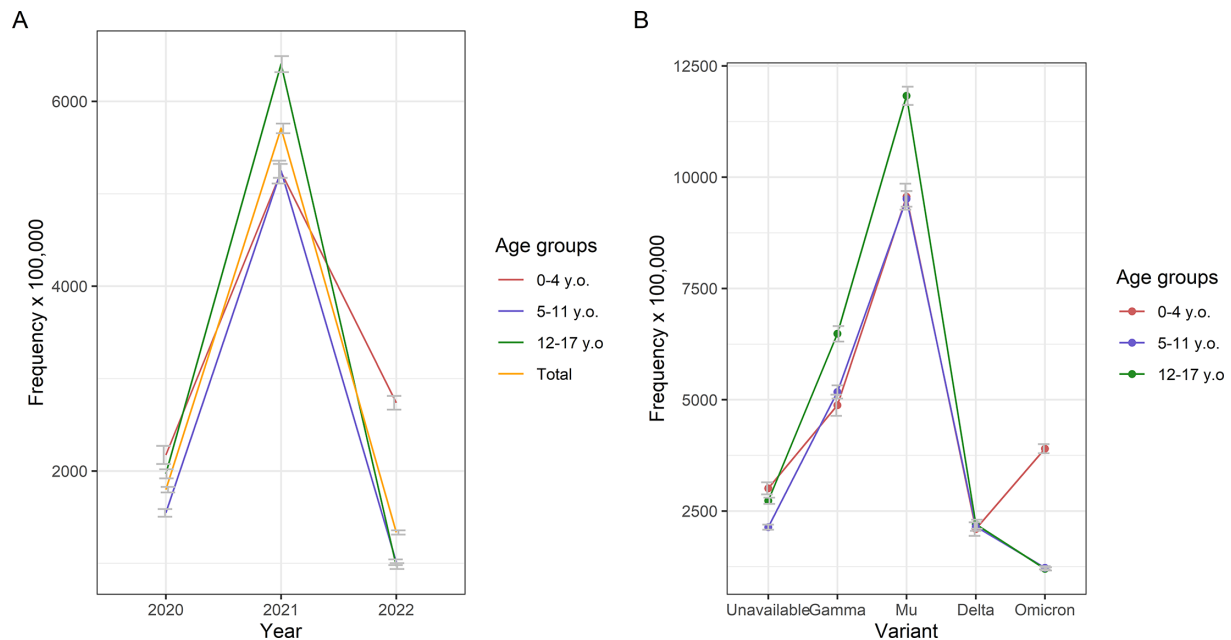 A
Frequency x 100,000
6000
4000
2000
2020
2021
2022
Year
Age groups
0-4 y.o.
5-11 y.o.
12-17 y.o
Total
B
Frequency x 100,000
12500
10000
7500
5000
2500
Unavailable
Gamma
Mu
Delta
Omicron
Variant
Age groups
0-4 y.o.
5-11 y.o.
12-17 y.o